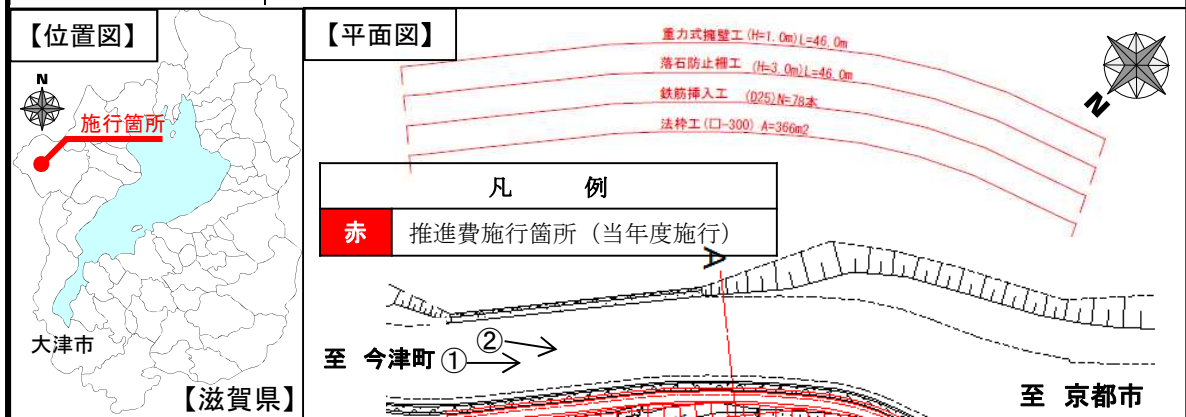 【位置図】
N
施行箇所
大津市
【滋賀県】
【平面図】
重力式擁壁工(H=1.0m)L=46.0m
落石防止柵工 (H=3.0m)L=46.0m
鉄筋挿入工 (D25)N=78本
法枠工(□-300) A=366m2
N
凡 例
赤 推進費施行箇所（当年度施行）
A
至 今津町
①
②
至 京都市